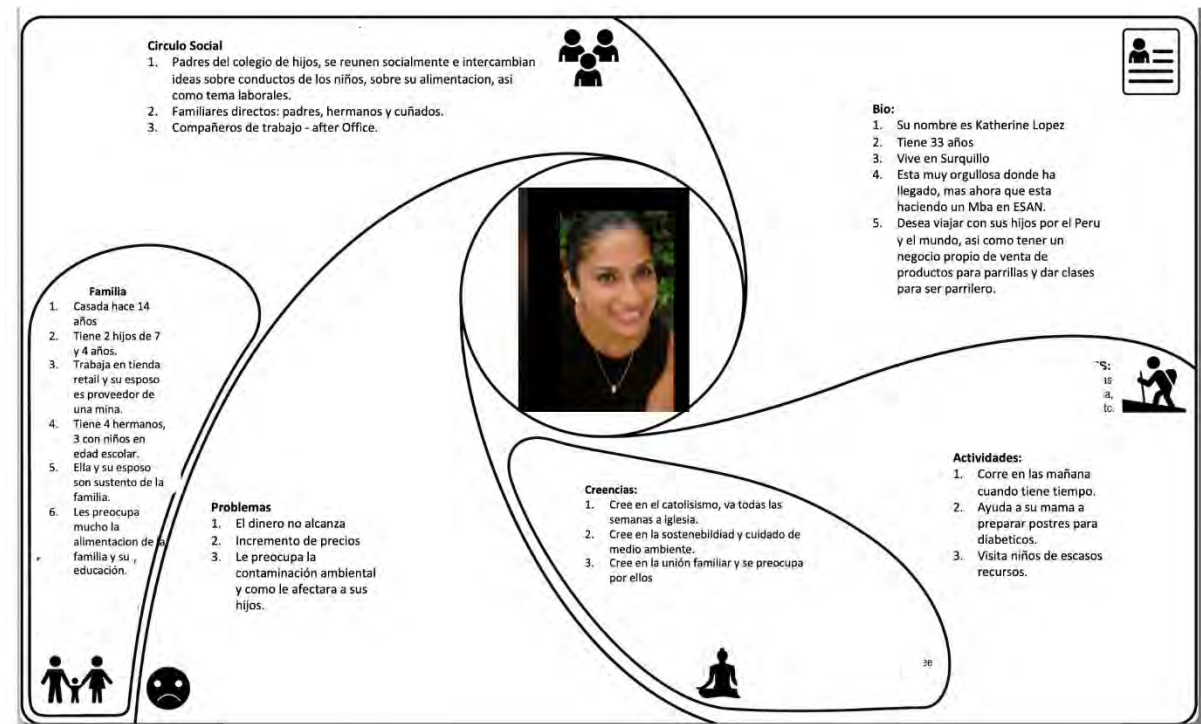 Circulo Social
1. Padres del colegio de hijos, se reunen socialmente e intercambian
ideas sobre conductos de los niños, sobre su alimentacion, asi
como tema laborales.
2. Familiares directos: padres, hermanos y cuñados.
3. Compañeros de trabajo - after Office.
Bio:
1. Su nombre es Katherine Lopez
2. Tiene 33 años
3. Vive en Surquillo
4. Esta muy orgullosa donde ha
llegado, mas ahora que esta
haciendo un Mba en ESAN.
5. Desea viajar con sus hijos por el Peru
y el mundo, asi como tener un
negocio propio de venta de
productos para parrillas y dar clases
para ser parrilero.
Familia
1. Casada hace 14
años
2. Tiene 2 hijos de 7
y 4 años.
3. Trabaja en tienda
retail y su esposo
es proveedor de
una mina.
4. Tiene 4 hermanos,
3 con niños en
edad escolar.
5. Ella y su esposo
son sustento de la
familia.
6. Les preocupa
mucho la
alimentacion de la
familia y su
educación.
Problemas
1. El dinero no alcanza
2. Incremento de precios
3. Le preocupa la
contaminación ambiental
y como le afectara a sus
hijos.
Creencias:
1. Cree en el catolisismo, va todas las
semanas a iglesia.
2. Cree en la sostenebildiad y cuidado de
medio ambiente.
3. Cree en la unión familiar y se preocupa
por ellos
Actividades:
1. Corre en las mañana
cuando tiene tiempo.
2. Ayuda a su mama a
preparar postres para
diabeticos.
3. Visita niños de escasos
recursos.